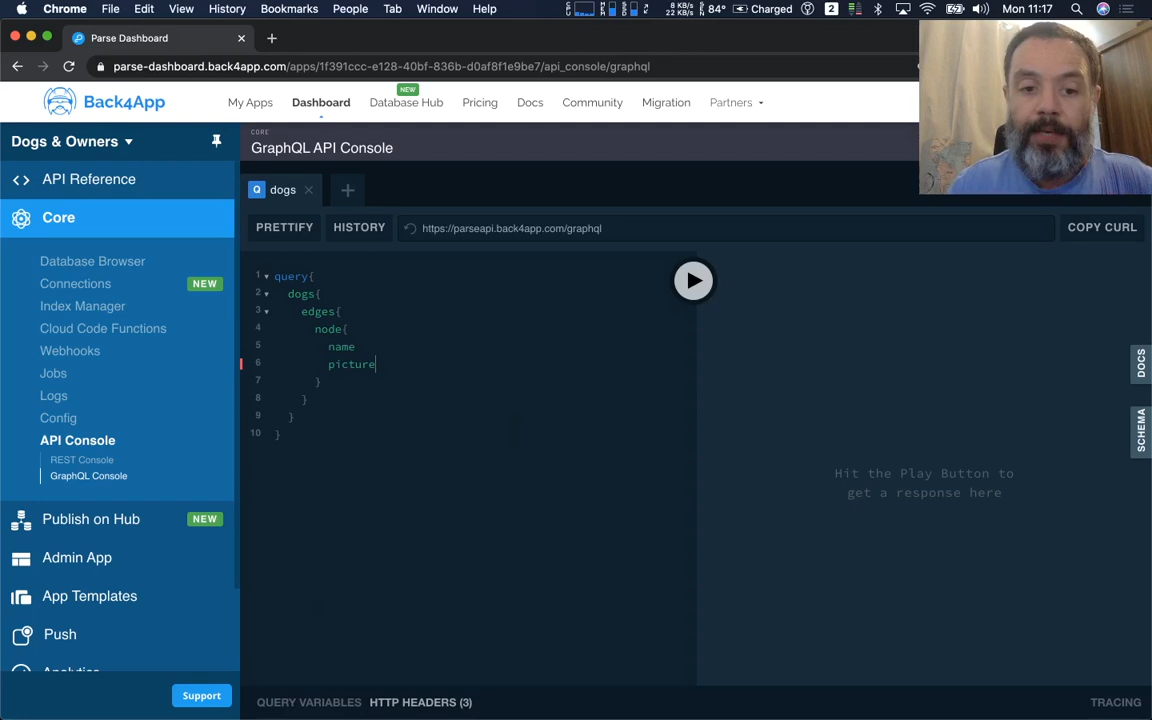 Chrome File Edit View History Bookmarks People Tab Window Help
8 KB/s 22 KB/s 84° Charged 2 Mon 11:17
Parse Dashboard
parse-dashboard.back4app.com/apps/1f391ccc-e128-40bf-836b-d0af8f1e9be7/api_console/graphql
NEW
Back4App My Apps Dashboard Database Hub Pricing Docs Community Migration Partners
Dogs & Owners
CORE
GraphQL API Console
API Reference
Q dogs
Core
PRETTIFY HISTORY https://parseapi.back4app.com/graphql COPY CURL
Database Browser
Connections NEW
Index Manager
Cloud Code Functions
Webhooks
Jobs
Logs
Config
API Console
REST Console
GraphQL Console
Publish on Hub NEW
Admin App
App Templates
Push
Analytics
Support
1 query{
2 dogs{
3 edges{
4 node{
5 name
6 picture
7 }
8 }
9 }
10 }
Hit the Play Button to
get a response here
DOCS
SCHEMA
QUERY VARIABLES HTTP HEADERS (3) TRACING